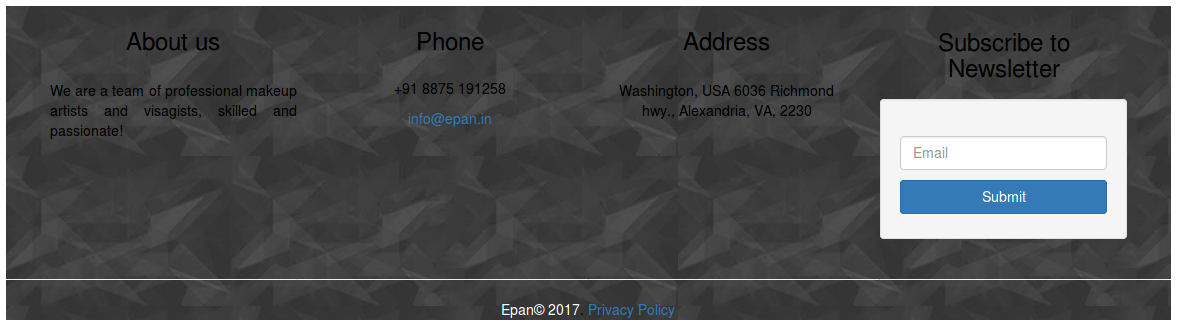 About us
We are a team of professional makeup
artists and visagists, skilled and
passionate!
Phone
+91 8875 191258
info@epan.in
Address
Washington, USA 6036 Richmond
hwy., Alexandria, VA, 2230
Subscribe to
Newsletter
Email
Submit
Epan© 2017. Privacy Policy